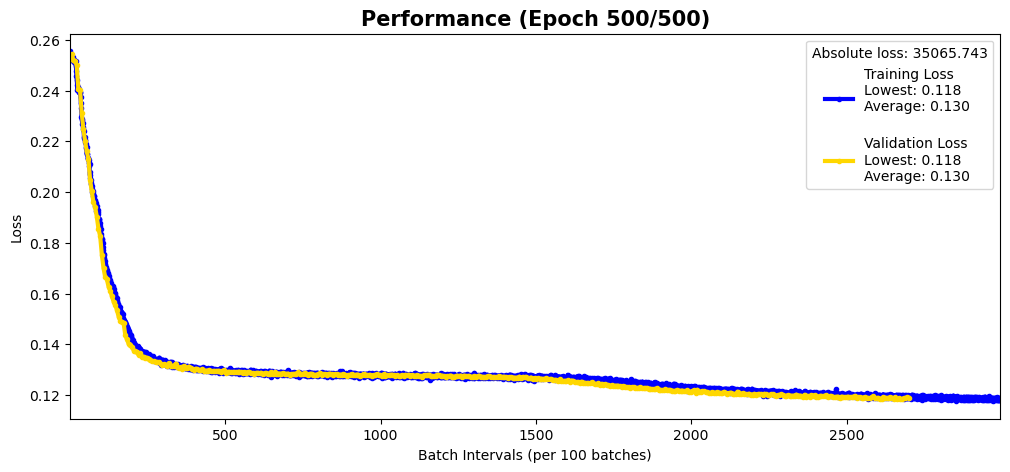 Performance (Epoch 500/500)
Absolute loss: 35065.743
Training Loss
Lowest: 0.118
Average: 0.130
Validation Loss
Lowest: 0.118
Average: 0.130
Loss
0.26
0.24
0.22
0.20
0.18
0.16
0.14
0.12
500
1000
1500
2000
2500
Batch Intervals (per 100 batches)